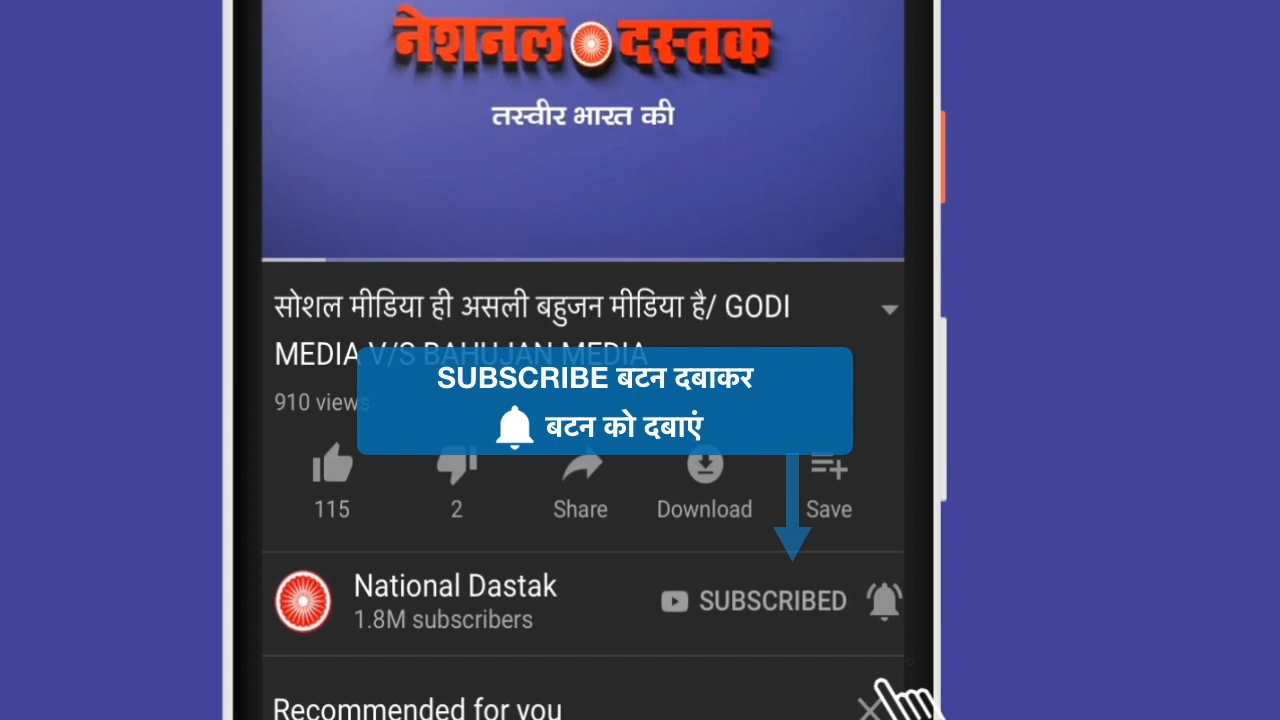 नेशनल दस्तक
तस्वीर भारत की
सोशल मीडिया ही असली बहुजन मीडिया है/ GODI
MEDIA V/S BAHUJAN MEDIA
910 views
SUBSCRIBE बटन दबाकर
बटन को दबाएं
115
2
Share
Download
Save
National Dastak
SUBSCRIBED
1.8M subscribers
Recommended for you